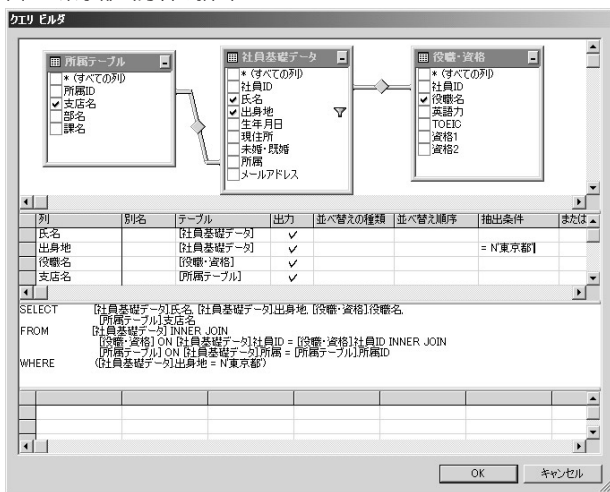 クエリ ビルダ
所属テーブル
* (すべての列)
所属ID
支店名
部名
課名
社員基礎データ
* (すべての列)
社員ID
氏名
出身地
生年月日
現住所
未婚・既婚
所属
メールアドレス
役職・資格
* (すべての列)
社員ID
役職名
英語力
TOEIC
資格1
資格2
列 別名 テーブル 出力 並べ替えの種類 並べ替え順序 抽出条件 または
氏名 [社員基礎データ]
出身地 [社員基礎データ] = N'東京都'
役職名 [役職・資格]
支店名 [所属テーブル]
SELECT [社員基礎データ].氏名, [社員基礎データ].出身地, [役職・資格].役職名,
[所属テーブル].支店名
FROM [社員基礎データ] INNER JOIN
[役職・資格] ON [社員基礎データ].社員ID = [役職・資格].社員ID INNER JOIN
[所属テーブル] ON [社員基礎データ].所属 = [所属テーブル].所属ID
WHERE ([社員基礎データ].出身地 = N'東京都')
OK キャンセル